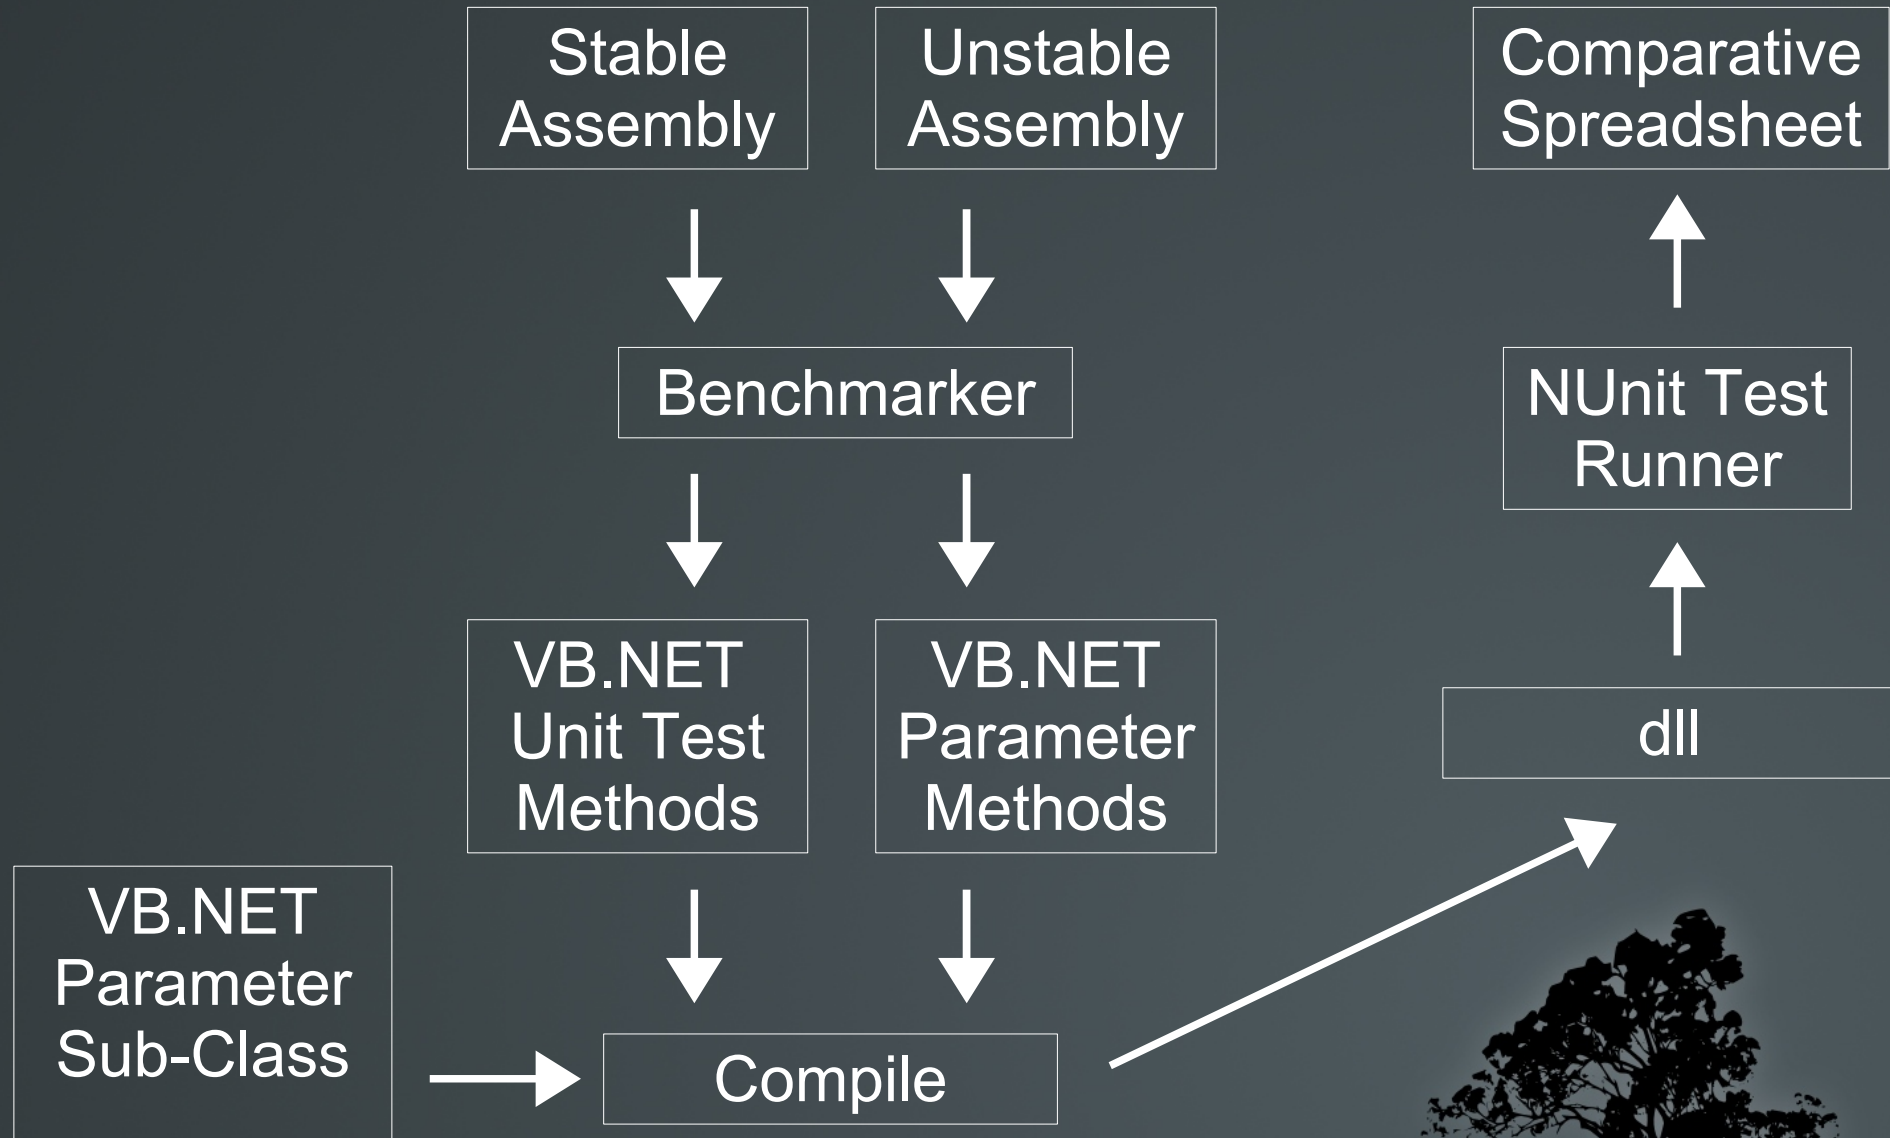 Stable
Assembly
Unstable
Assembly
Comparative
Spreadsheet
Benchmarker
NUnit Test
Runner
VB.NET
Unit Test
Methods
VB.NET
Parameter
Methods
dll
VB.NET
Parameter
Sub-Class
Compile